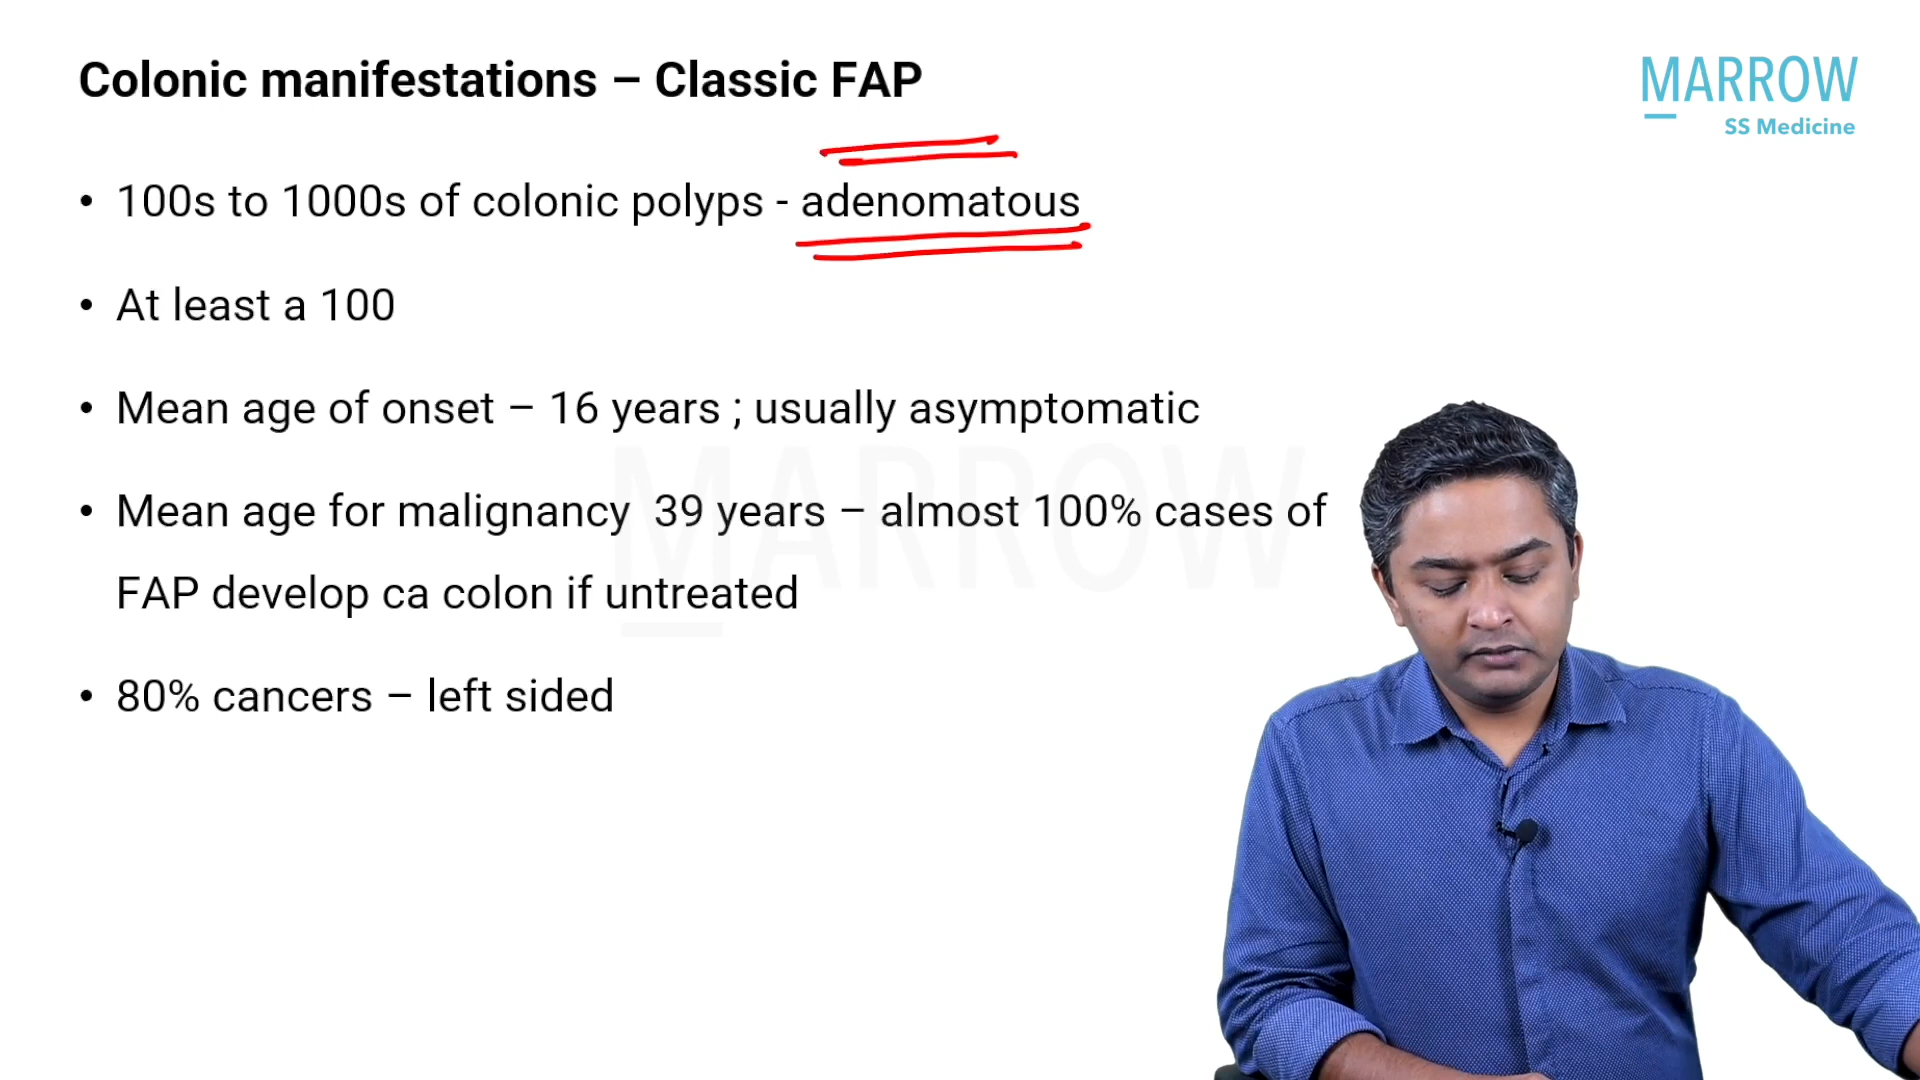 Colonic manifestations – Classic FAP
MARROW
SS Medicine
• 100s to 1000s of colonic polyps - adenomatous
• At least a 100
• Mean age of onset – 16 years ; usually asymptomatic
MARROW
• Mean age for malignancy 39 years – almost 100% cases of
FAP develop ca colon if untreated
• 80% cancers – left sided